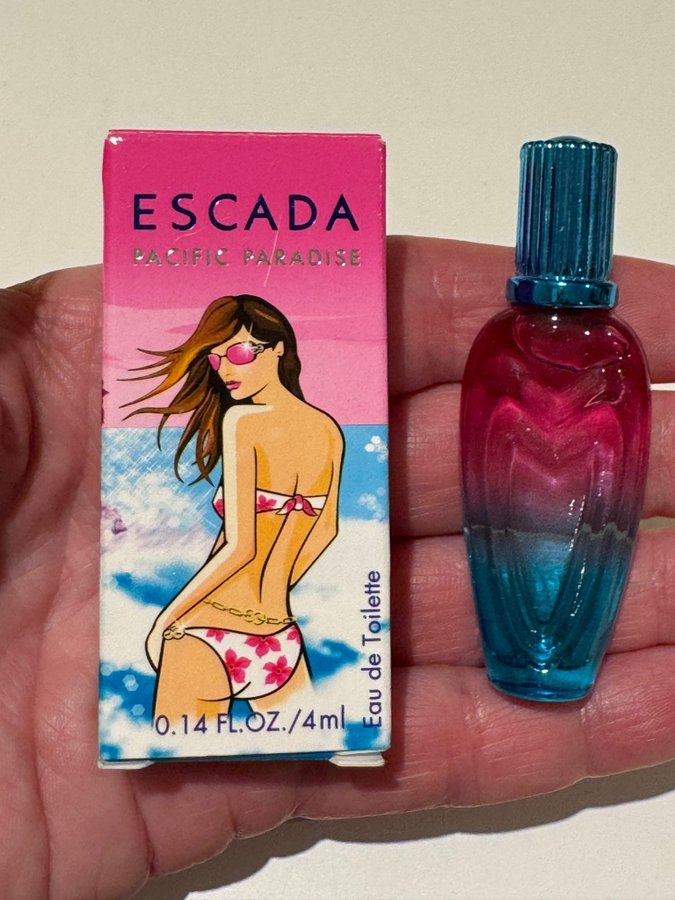 ESCADA
PACIFIC PARADISE
Eau de Toilette
0.14 FL.OZ./4ml